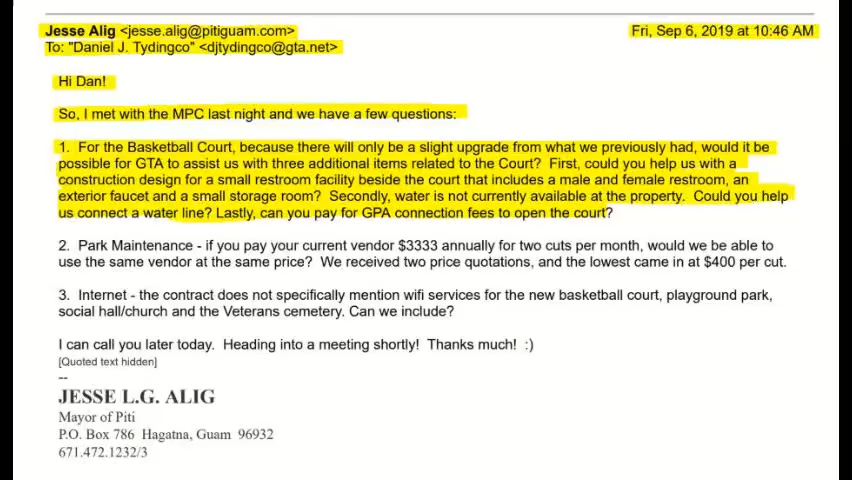 Jesse Alig <jesse.alig@pitiguam.com> Fri, Sep 6, 2019 at 10:46 AM
To: "Daniel J. Tydingco" <djtydingco@gta.net>
Hi Dan!
So, I met with the MPC last night and we have a few questions:
1. For the Basketball Court, because there will only be a slight upgrade from what we previously had, would it be
possible for GTA to assist us with three additional items related to the Court? First, could you help us with a
construction design for a small restroom facility beside the court that includes a male and female restroom, an
exterior faucet and a small storage room? Secondly, water is not currently available at the property. Could you help
us connect a water line? Lastly, can you pay for GPA connection fees to open the court?
2. Park Maintenance - if you pay your current vendor $3333 annually for two cuts per month, would we be able to
use the same vendor at the same price? We received two price quotations, and the lowest came in at $400 per cut.
3. Internet - the contract does not specifically mention wifi services for the new basketball court, playground park,
social hall/church and the Veterans cemetery. Can we include?
I can call you later today. Heading into a meeting shortly! Thanks much! :)
[Quoted text hidden]
--
JESSE L.G. ALIG
Mayor of Piti
P.O. Box 786 Hagatna, Guam 96932
671.472.1232/3